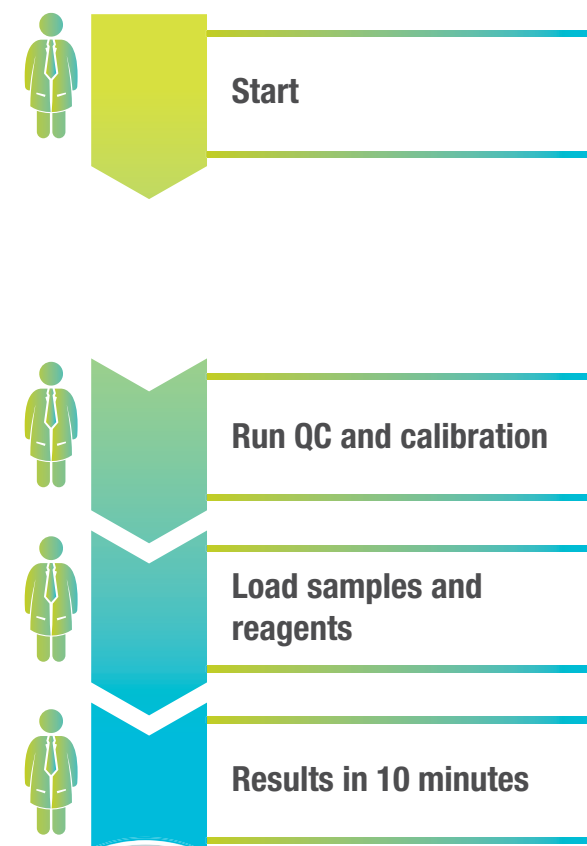 Start
Run QC and calibration
Load samples and
reagents
Results in 10 minutes